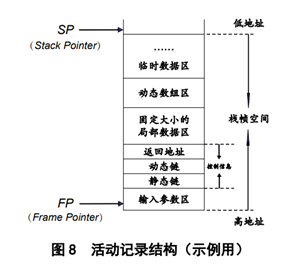 SP
(Stack Pointer)
低地址
……
临时数据区
动态数组区
固定大小的
局部数据区
栈帧空间
返回地址
动态链
控制信息
静态链
FP
(Frame Pointer)
输入参数区
高地址
图 8 活动记录结构（示例用）